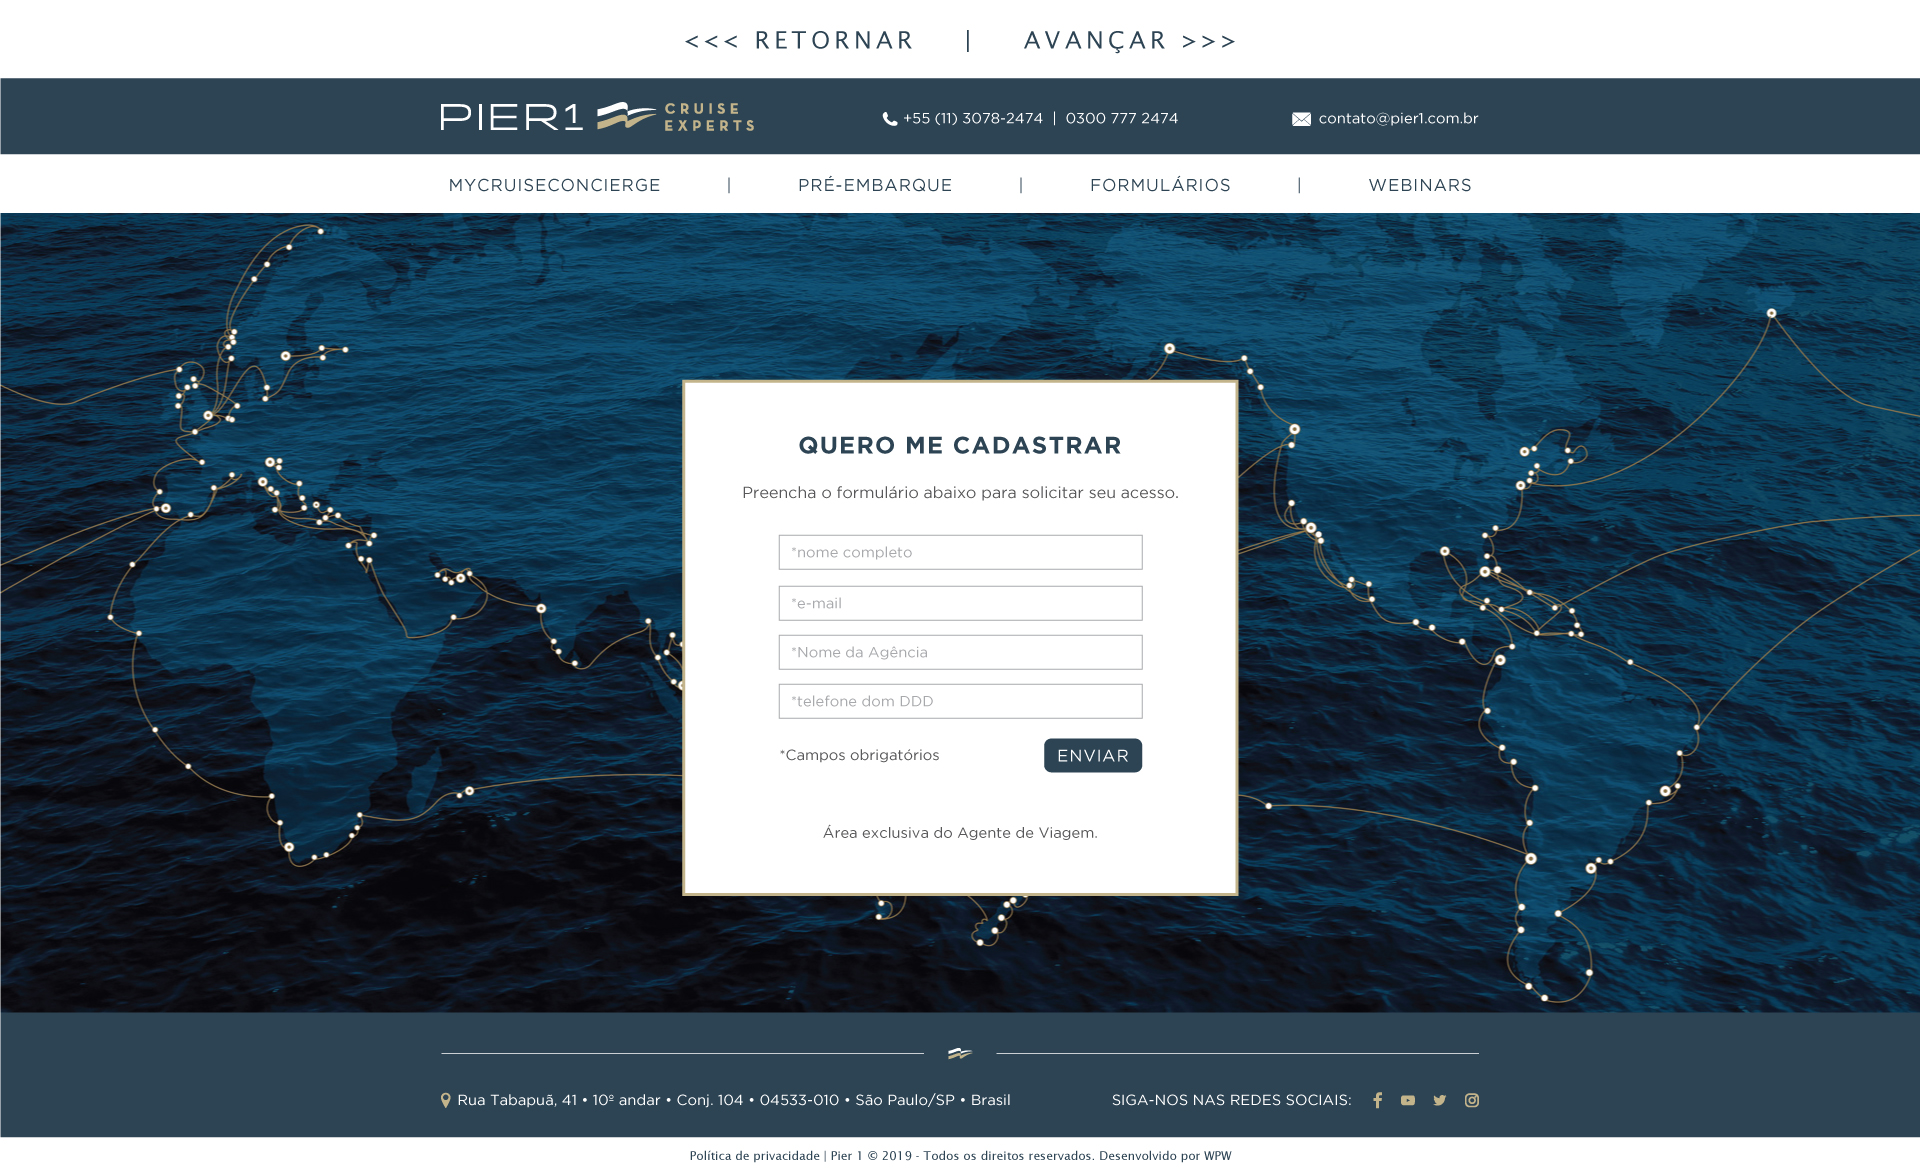 <<< RETORNAR | AVANÇAR >>>
PIER1 CRUISE EXPERTS
+55 (11) 3078-2474 | 0300 777 2474
contato@pier1.com.br
MYCRUISECONCIERGE | PRÉ-EMBARQUE | FORMULÁRIOS | WEBINARS
QUERO ME CADASTRAR
Preencha o formulário abaixo para solicitar seu acesso.
*nome completo
*e-mail
*Nome da Agência
*telefone dom DDD
*Campos obrigatórios
ENVIAR
Área exclusiva do Agente de Viagem.
Rua Tabapuã, 41 • 10º andar • Conj. 104 • 04533-010 • São Paulo/SP • Brasil
SIGA-NOS NAS REDES SOCIAIS:
Política de privacidade | Pier 1 © 2019 - Todos os direitos reservados. Desenvolvido por WPW